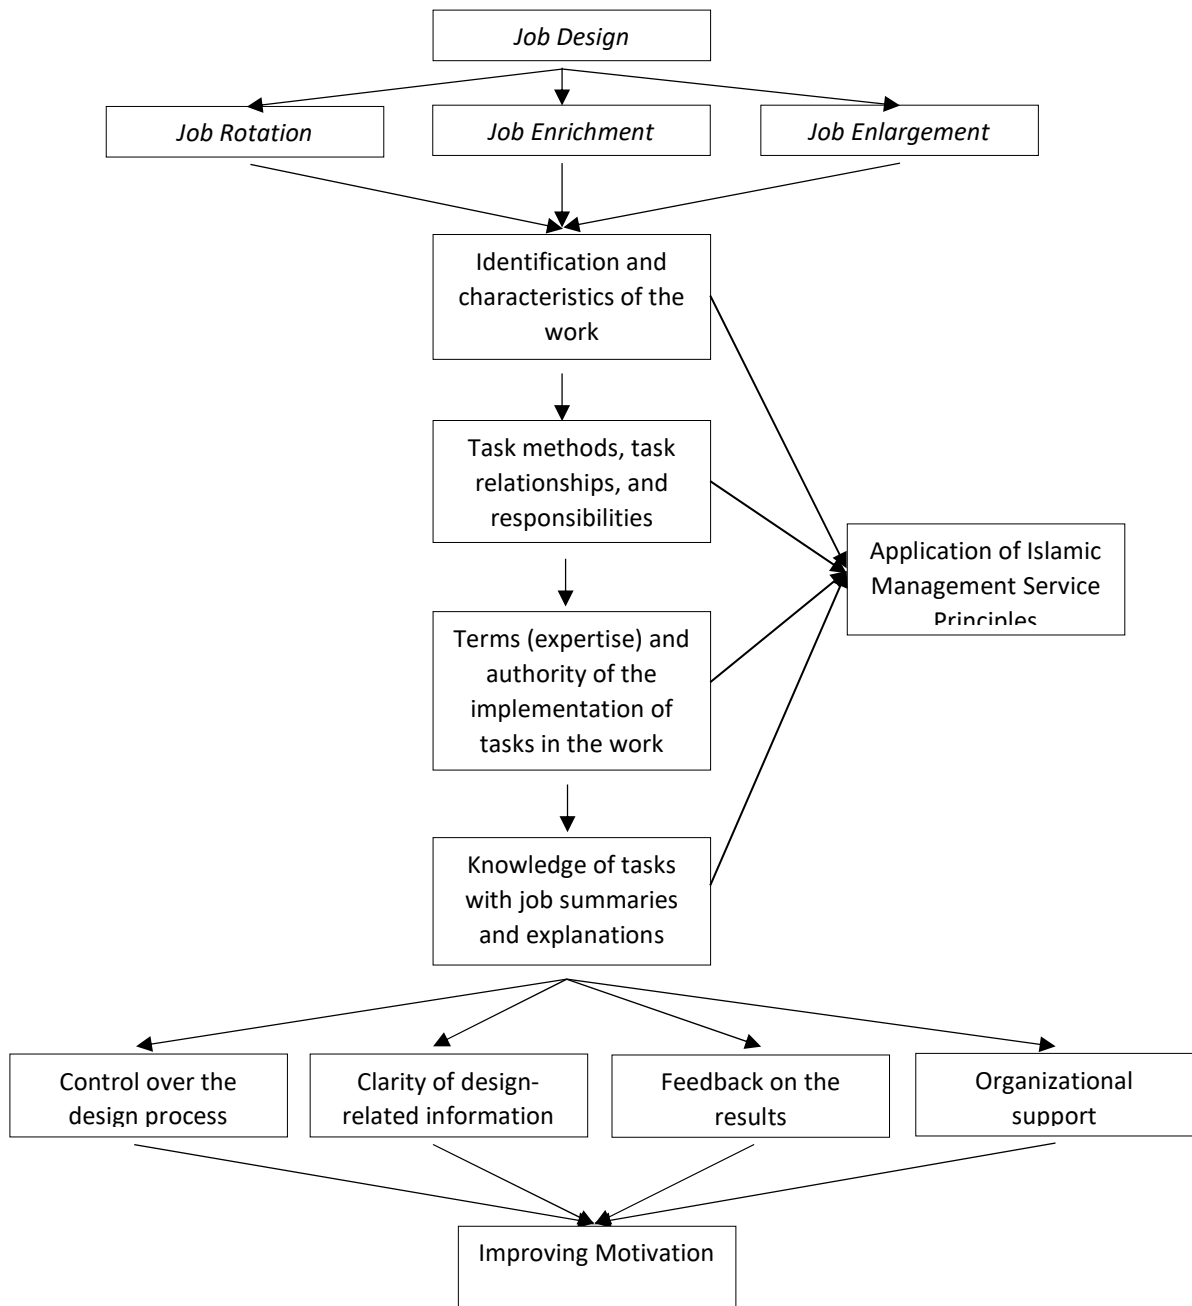 Job Design
Job Rotation
Job Enrichment
Job Enlargement
Identification and
characteristics of the
work
Task methods, task
relationships, and
responsibilities
Application of Islamic
Management Service
Principles
Terms (expertise) and
authority of the
implementation of
tasks in the work
Knowledge of tasks
with job summaries
and explanations
Control over the
design process
Clarity of design-
related information
Feedback on the
results
Organizational
support
Improving Motivation